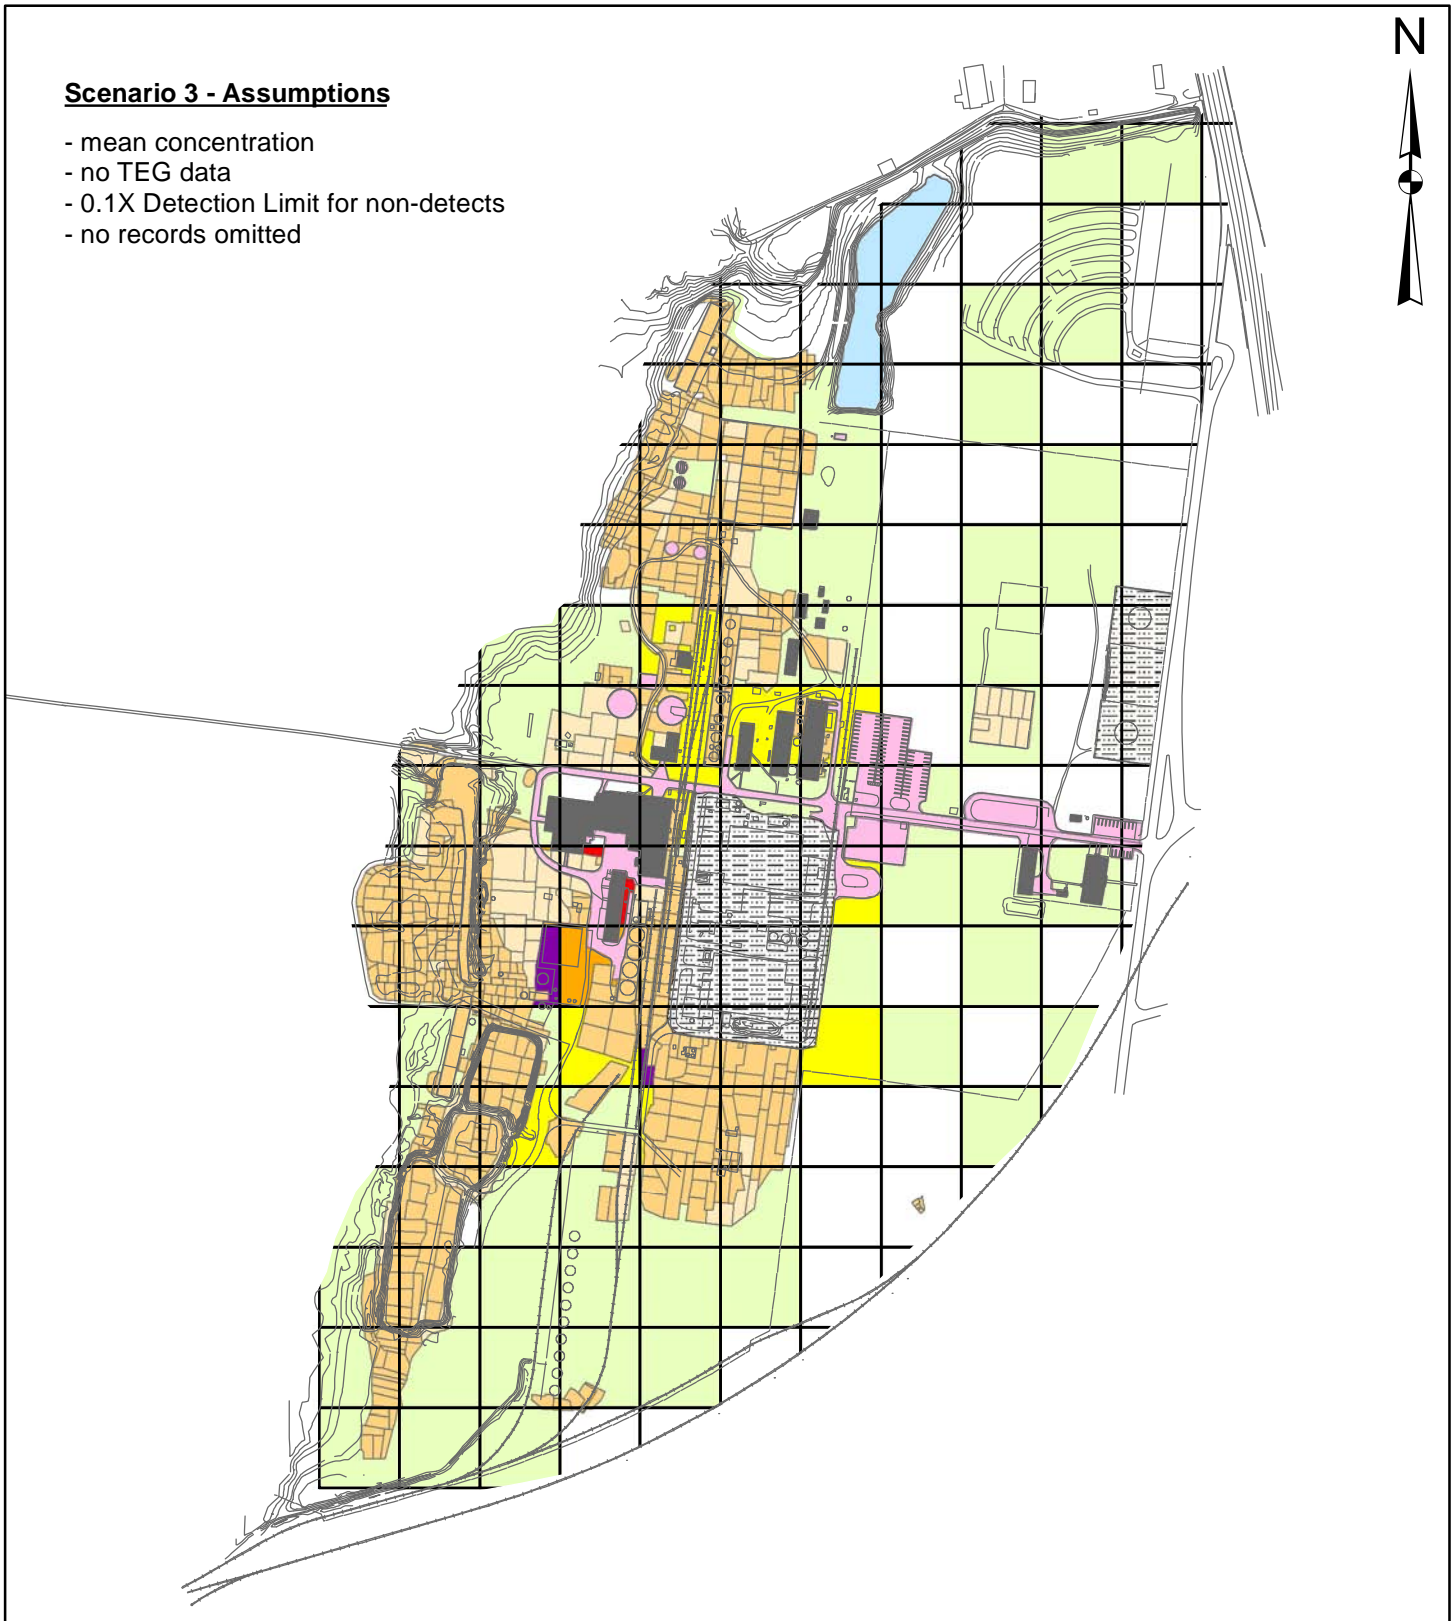 N
Scenario 3 - Assumptions
- mean concentration
- no TEG data
- 0.1X Detection Limit for non-detects
- no records omitted